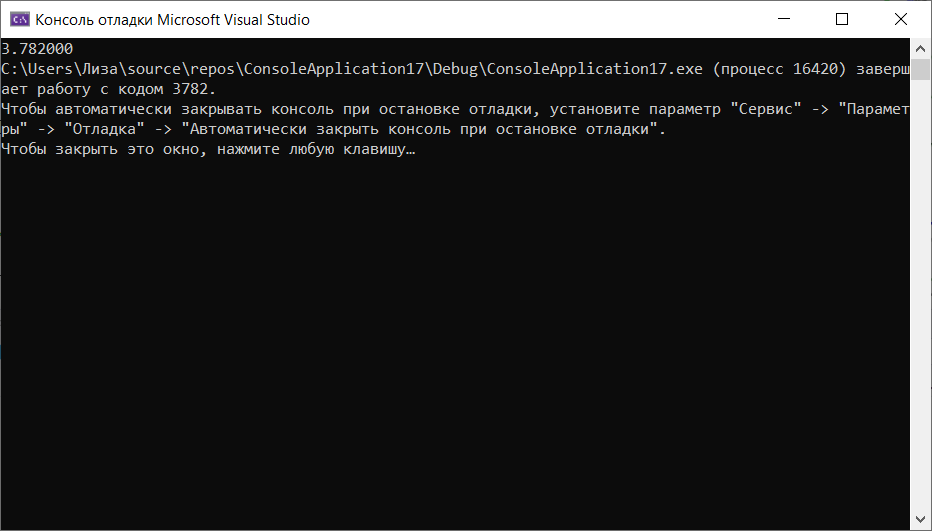 Консоль отладки Microsoft Visual Studio
3.782000
C:\Users\Лиза\source\repos\ConsoleApplication17\Debug\ConsoleApplication17.exe (процесс 16420) заверш
ает работу с кодом 3782.
Чтобы автоматически закрывать консоль при остановке отладки, установите параметр "Сервис" -> "Парамет
ры" -> "Отладка" -> "Автоматически закрыть консоль при остановке отладки".
Чтобы закрыть это окно, нажмите любую клавишу…